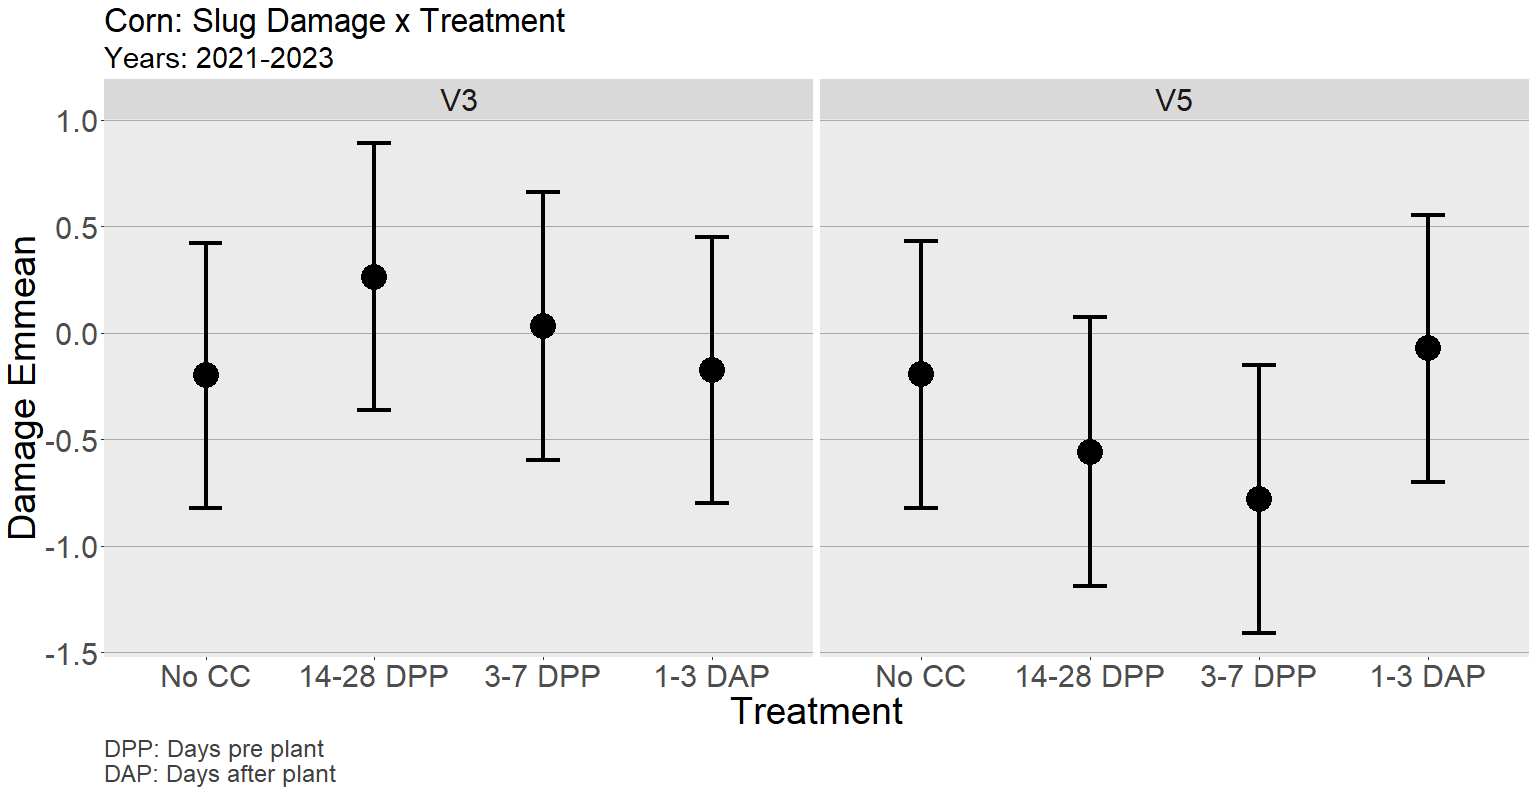 Corn: Slug Damage x Treatment
Years: 2021-2023
V3
V5
Damage Emmean
1.0
0.5
0.0
-0.5
-1.0
-1.5
No CC 14-28 DPP 3-7 DPP 1-3 DAP
No CC 14-28 DPP 3-7 DPP 1-3 DAP
Treatment
DPP: Days pre plant
DAP: Days after plant